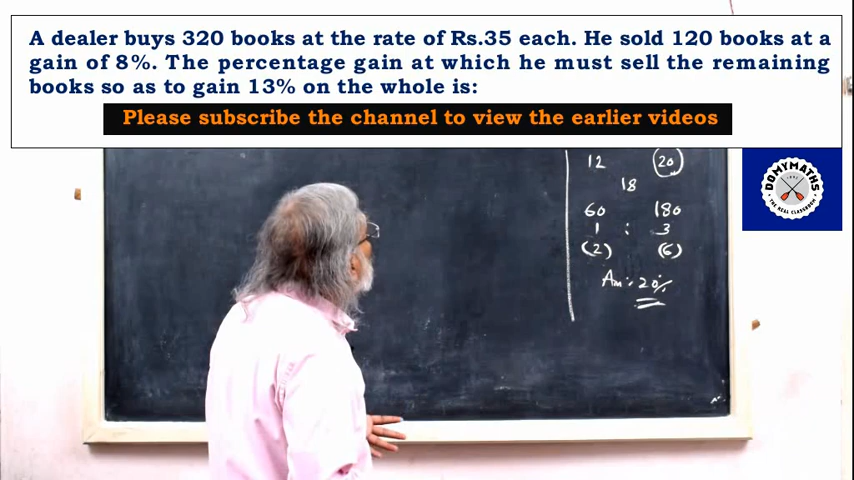 A dealer buys 320 books at the rate of Rs.35 each. He sold 120 books at a
gain of 8%. The percentage gain at which he must sell the remaining
books so as to gain 13% on the whole is:
Please subscribe the channel to view the earlier videos
12 20
18
60 180
1 : 3
(2) (6)
Ans: 20%
DOMYMATHS
THE REAL CLASSROOM